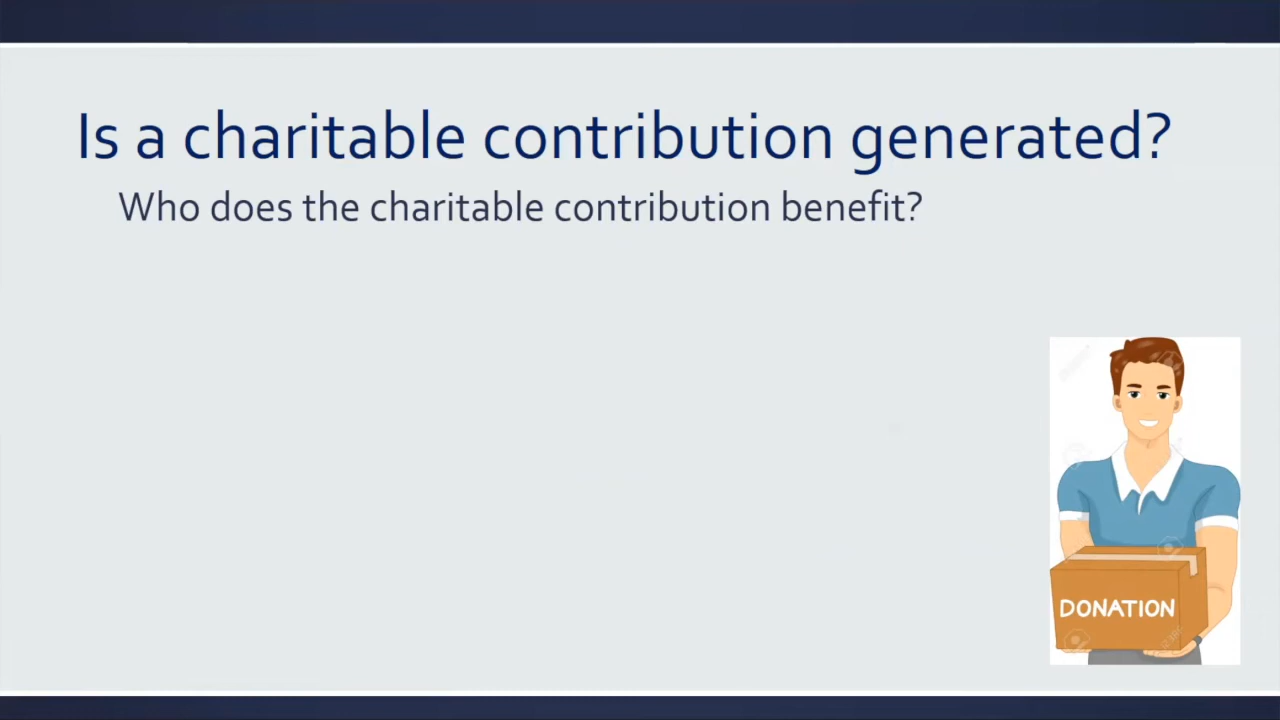 Is a charitable contribution generated?
Who does the charitable contribution benefit?
DONATION